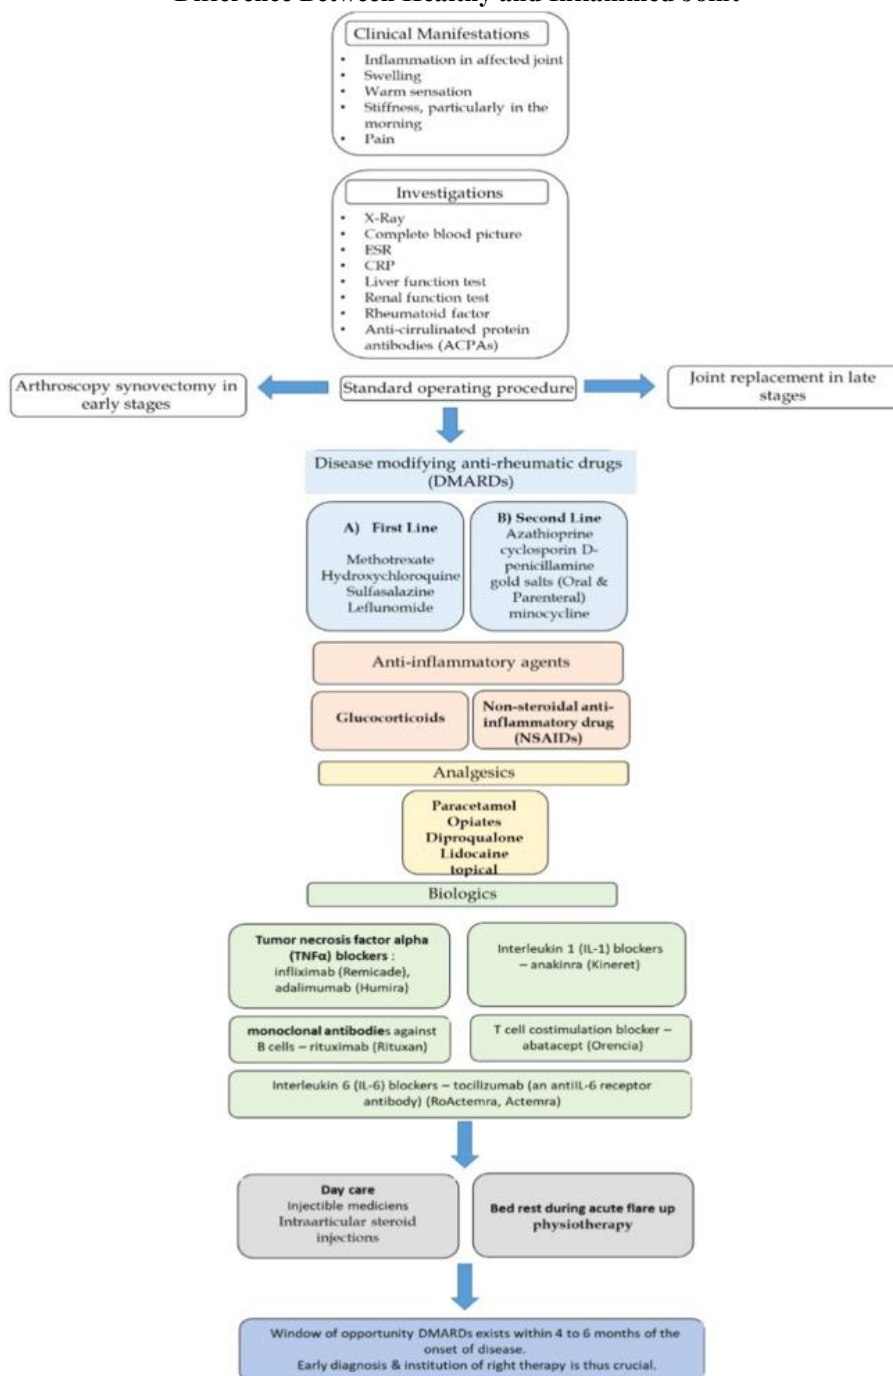 Difference Between Healthy and Inflammed Joint
Clinical Manifestations
• Inflammation in affected joint
• Swelling
• Warm sensation
• Stiffness, particularly in the
morning
• Pain
Investigations
• X-Ray
• Complete blood picture
• ESR
• CRP
• Liver function test
• Renal function test
• Rheumatoid factor
• Anti-cirrulinated protein
antibodies (ACPAs)
Arthroscopy synovectomy in
early stages
Standard operating procedure
Joint replacement in late
stages
Disease modifying anti-rheumatic drugs
(DMARDs)
A) First Line
Methotrexate
Hydroxychloroquine
Sulfasalazine
Leflunomide
B) Second Line
Azathioprine
cyclosporin D-
penicillamine
gold salts (Oral &
Parenteral)
minocycline
Anti-inflammatory agents
Glucocorticoids
Non-steroidal anti-
inflammatory drug
(NSAIDs)
Analgesics
Paracetamol
Opiates
Diproqualone
Lidocaine
topical
Biologics
Tumor necrosis factor alpha
(TNFα) blockers :
infliximab (Remicade),
adalimumab (Humira)
Interleukin 1 (IL-1) blockers
– anakinra (Kineret)
monoclonal antibodies against
B cells – rituximab (Rituxan)
T cell costimulation blocker –
abatacept (Orencia)
Interleukin 6 (IL-6) blockers – tocilizumab (an antiIL-6 receptor
antibody) (RoActemra, Actemra)
Day care
Injectible mediciens
Intraarticular steroid
injections
Bed rest during acute flare up
physiotherapy
Window of opportunity DMARDs exists within 4 to 6 months of the
onset of disease.
Early diagnosis & institution of right therapy is thus crucial.